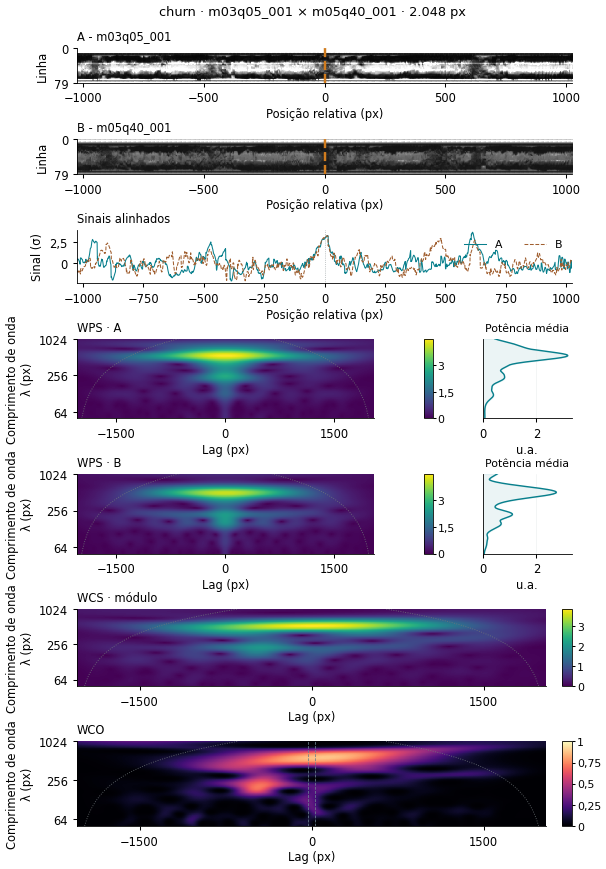 churn · m03q05_001 × m05q40_001 · 2.048 px
A - m03q05_001
Linha
0
79
−1000 −500 0 500 1000
Posição relativa (px)
B - m05q40_001
Linha
0
79
−1000 −500 0 500 1000
Posição relativa (px)
Sinais alinhados
Sinal (σ)
2,5
0
A B
−1000 −750 −500 −250 0 250 500 750 1000
Posição relativa (px)
WPS · A
Comprimento de onda
λ (px)
1024
256
64
−1500 0 1500
Lag (px)
3
1,5
0
Potência média
0 2
u.a.
WPS · B
Comprimento de onda
λ (px)
1024
256
64
−1500 0 1500
Lag (px)
3
1,5
0
Potência média
0 2
u.a.
WCS · módulo
Comprimento de onda
λ (px)
1024
256
64
−1500 0 1500
Lag (px)
3
2
1
0
WCO
Comprimento de onda
λ (px)
1024
256
64
−1500 0 1500
Lag (px)
1
0,75
0,5
0,25
0